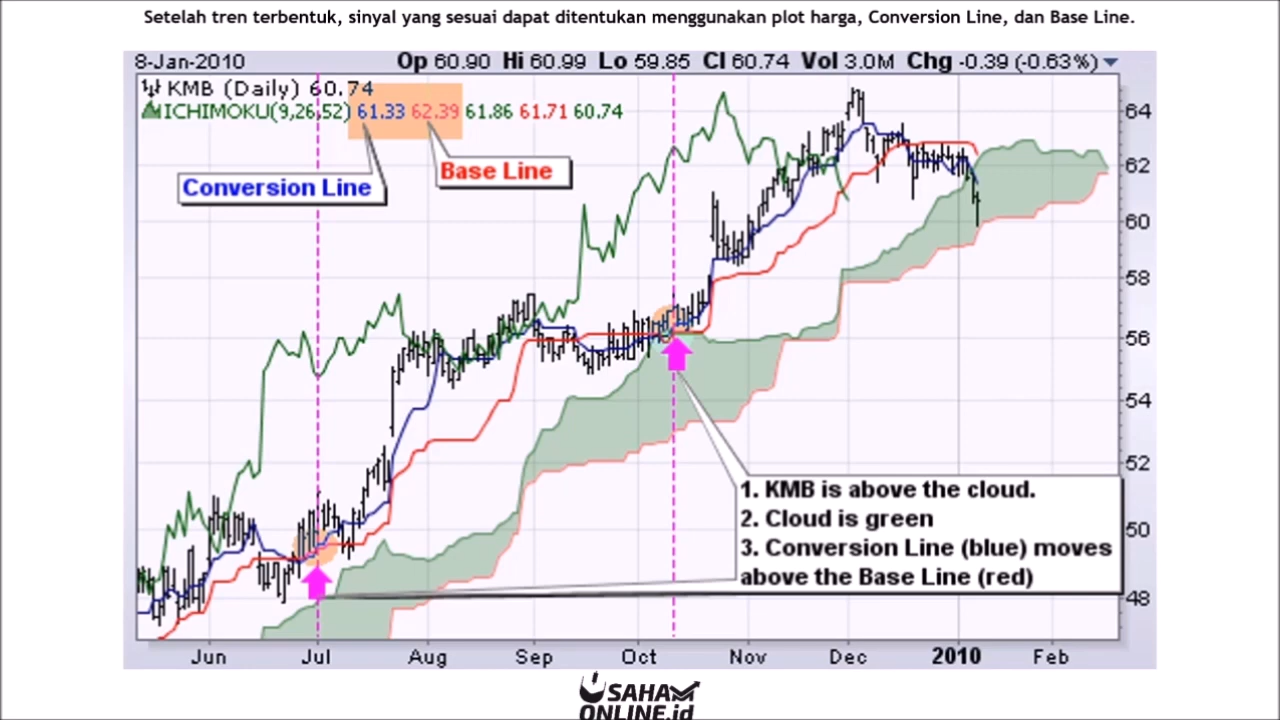 Setelah tren terbentuk, sinyal yang sesuai dapat ditentukan menggunakan plot harga, Conversion Line, dan Base Line.
8-Jan-2010 Op 60.90 Hi 60.99 Lo 59.85 Cl 60.74 Vol 3.0M Chg -0.39 (-0.63%)
KMB (Daily) 60.74
ICHIMOKU(9,26,52) 61.33 62.39 61.86 61.71 60.74
Conversion Line
Base Line
64
62
60
58
56
54
52
50
48
1. KMB is above the cloud.
2. Cloud is green
3. Conversion Line (blue) moves
above the Base Line (red)
Jun Jul Aug Sep Oct Nov Dec 2010 Feb
SAHAM
ONLINE.id